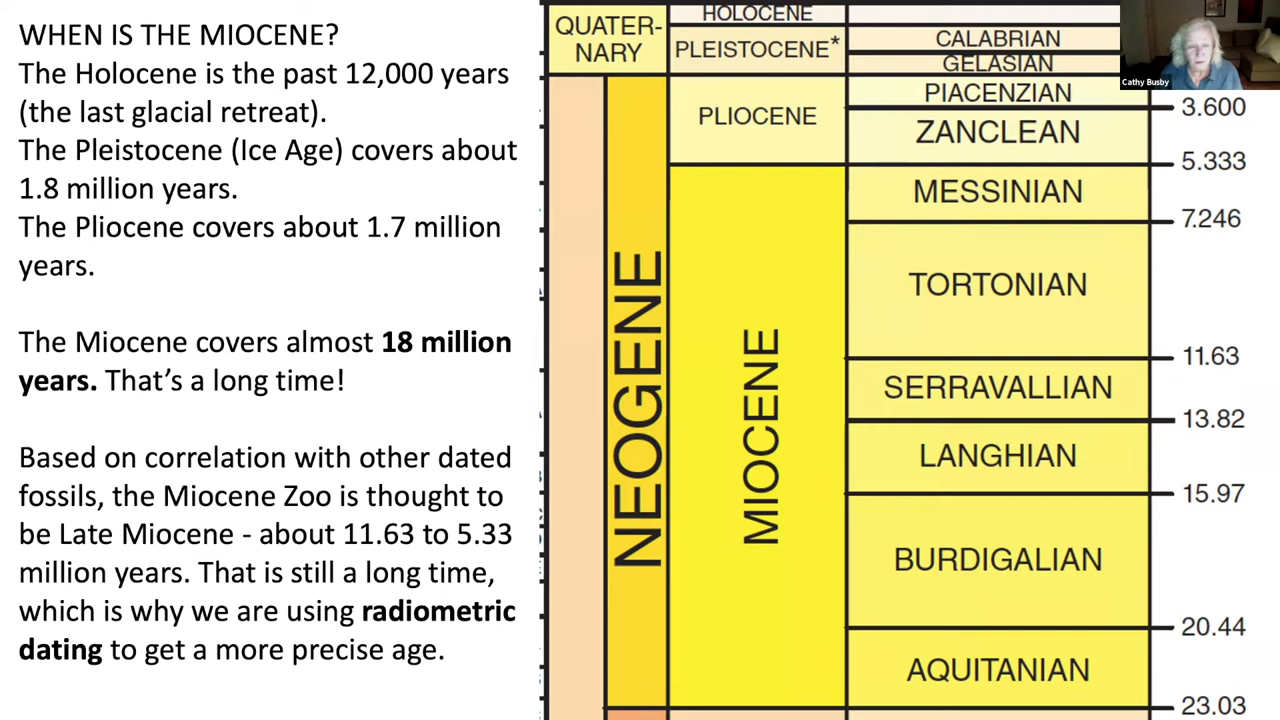 WHEN IS THE MIOCENE?
The Holocene is the past 12,000 years
(the last glacial retreat).
The Pleistocene (Ice Age) covers about
1.8 million years.
The Pliocene covers about 1.7 million
years.
The Miocene covers almost 18 million
years. That's a long time!
Based on correlation with other dated
fossils, the Miocene Zoo is thought to
be Late Miocene - about 11.63 to 5.33
million years. That is still a long time,
which is why we are using radiometric
dating to get a more precise age.
QUATER-
NARY
NEOGENE
HOLOCENE
PLEISTOCENE*
PLIOCENE
MIOCENE
CALABRIAN
GELASIAN
PIACENZIAN
ZANCLEAN
MESSINIAN
TORTONIAN
SERRAVALLIAN
LANGHIAN
BURDIGALIAN
AQUITANIAN
3.600
5.333
7.246
11.63
13.82
15.97
20.44
23.03
Cathy Busby